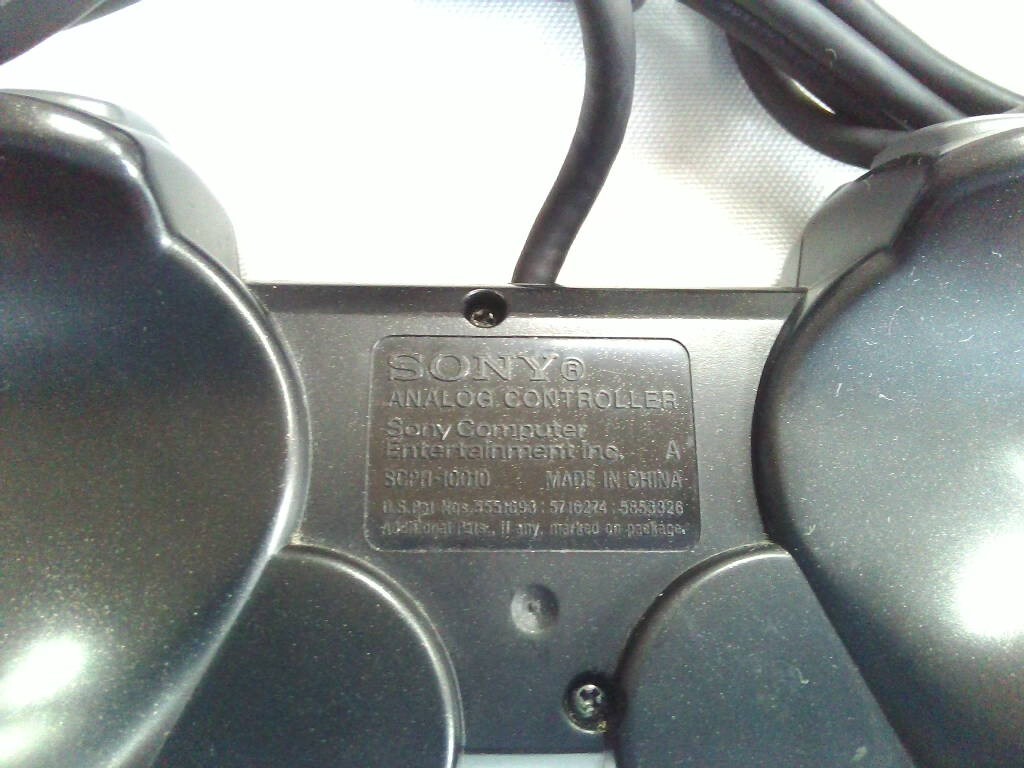 SONY®
ANALOG CONTROLLER
Sony Computer
Entertainment Inc. A
SCPH-10010 MADE IN CHINA
U.S.Pat Nos. 5716274 : 5853326
Additional Pats., if any, marked on package.